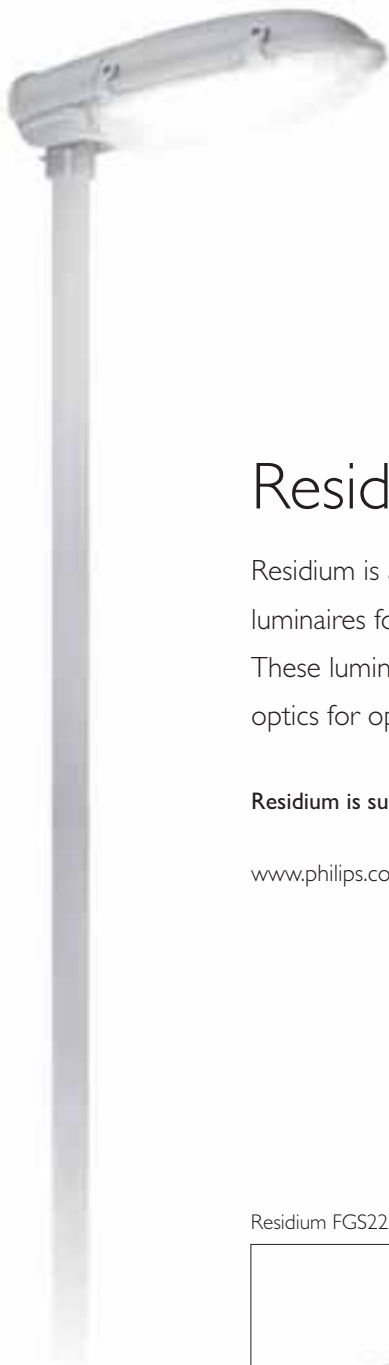 Resid
Residium is
luminaires fo
These lumin
optics for op
Residium is su
www.philips.co
Residium FGS22